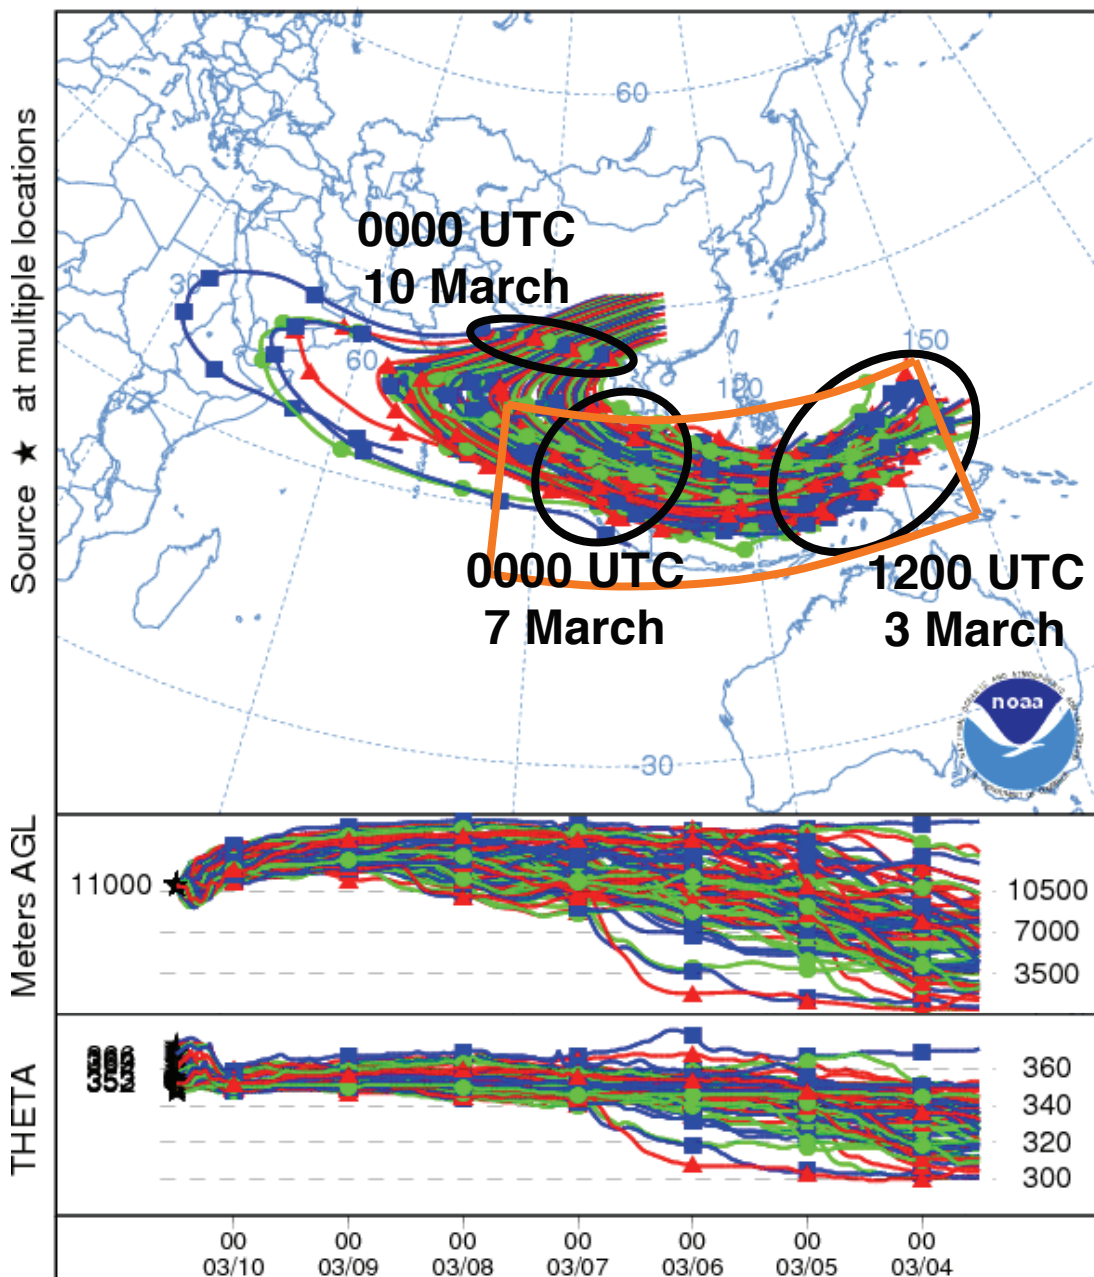 Source ★ at multiple locations
60
0000 UTC
10 March
30
60
120
150
0000 UTC
7 March
1200 UTC
3 March
noaa
-30
Meters AGL
11000
10500
7000
3500
THETA
352
360
340
320
300
00 00 00 00 00 00 00
03/10 03/09 03/08 03/07 03/06 03/05 03/04